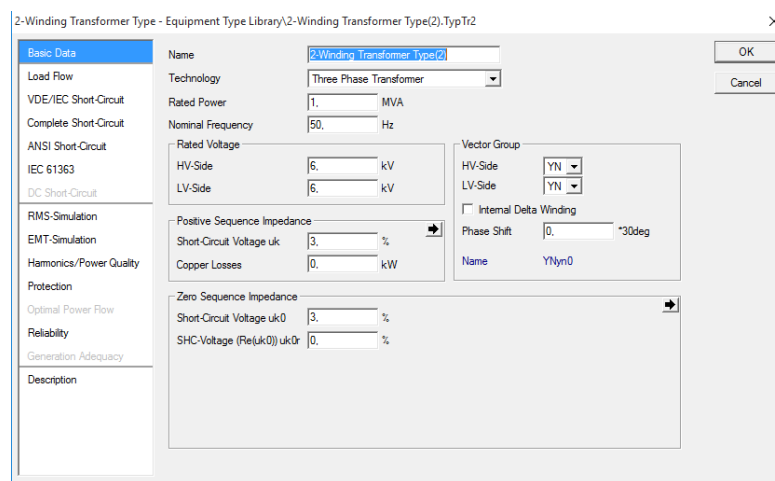 2-Winding Transformer Type - Equipment Type Library\2-Winding Transformer Type(2).TypTr2
Basic Data
Load Flow
VDE/IEC Short-Circuit
Complete Short-Circuit
ANSI Short-Circuit
IEC 61363
DC Short-Circuit
RMS-Simulation
EMT-Simulation
Harmonics/Power Quality
Protection
Optimal Power Flow
Reliability
Generation Adequacy
Description
Name 2-Winding Transformer Type(2)
Technology Three Phase Transformer
Rated Power 1, MVA
Nominal Frequency 50, Hz
Rated Voltage
HV-Side 6, kV
LV-Side 6, kV
Positive Sequence Impedance
Short-Circuit Voltage uk 3, %
Copper Losses 0, kW
Vector Group
HV-Side YN
LV-Side YN
Internal Delta Winding
Phase Shift 0, *30deg
Name YNyn0
Zero Sequence Impedance
Short-Circuit Voltage uk0 3, %
SHC-Voltage (Re(uk0)) uk0r 0, %
OK
Cancel